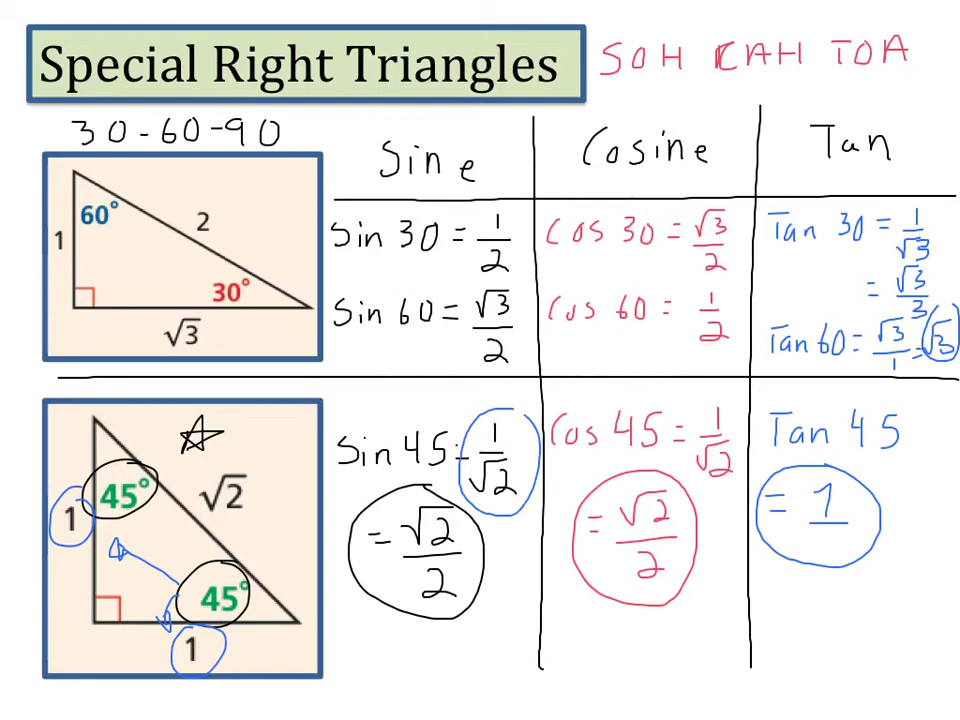 Special Right Triangles
SOH CAH TOA
30-60-90
Sine
Cosine
Tan
60°
1
2
30°
√3
Sin 30 = 1/2
Sin 60 = √3/2
Cos 30 = √3/2
Cos 60 = 1/2
Tan 30 = 1/√3
= √3/3
Tan 60 = √3/1 = √3
45°
1
√2
45°
1
Sin 45 = 1/√2
= √2/2
Cos 45 = 1/√2
= √2/2
Tan 45
= 1